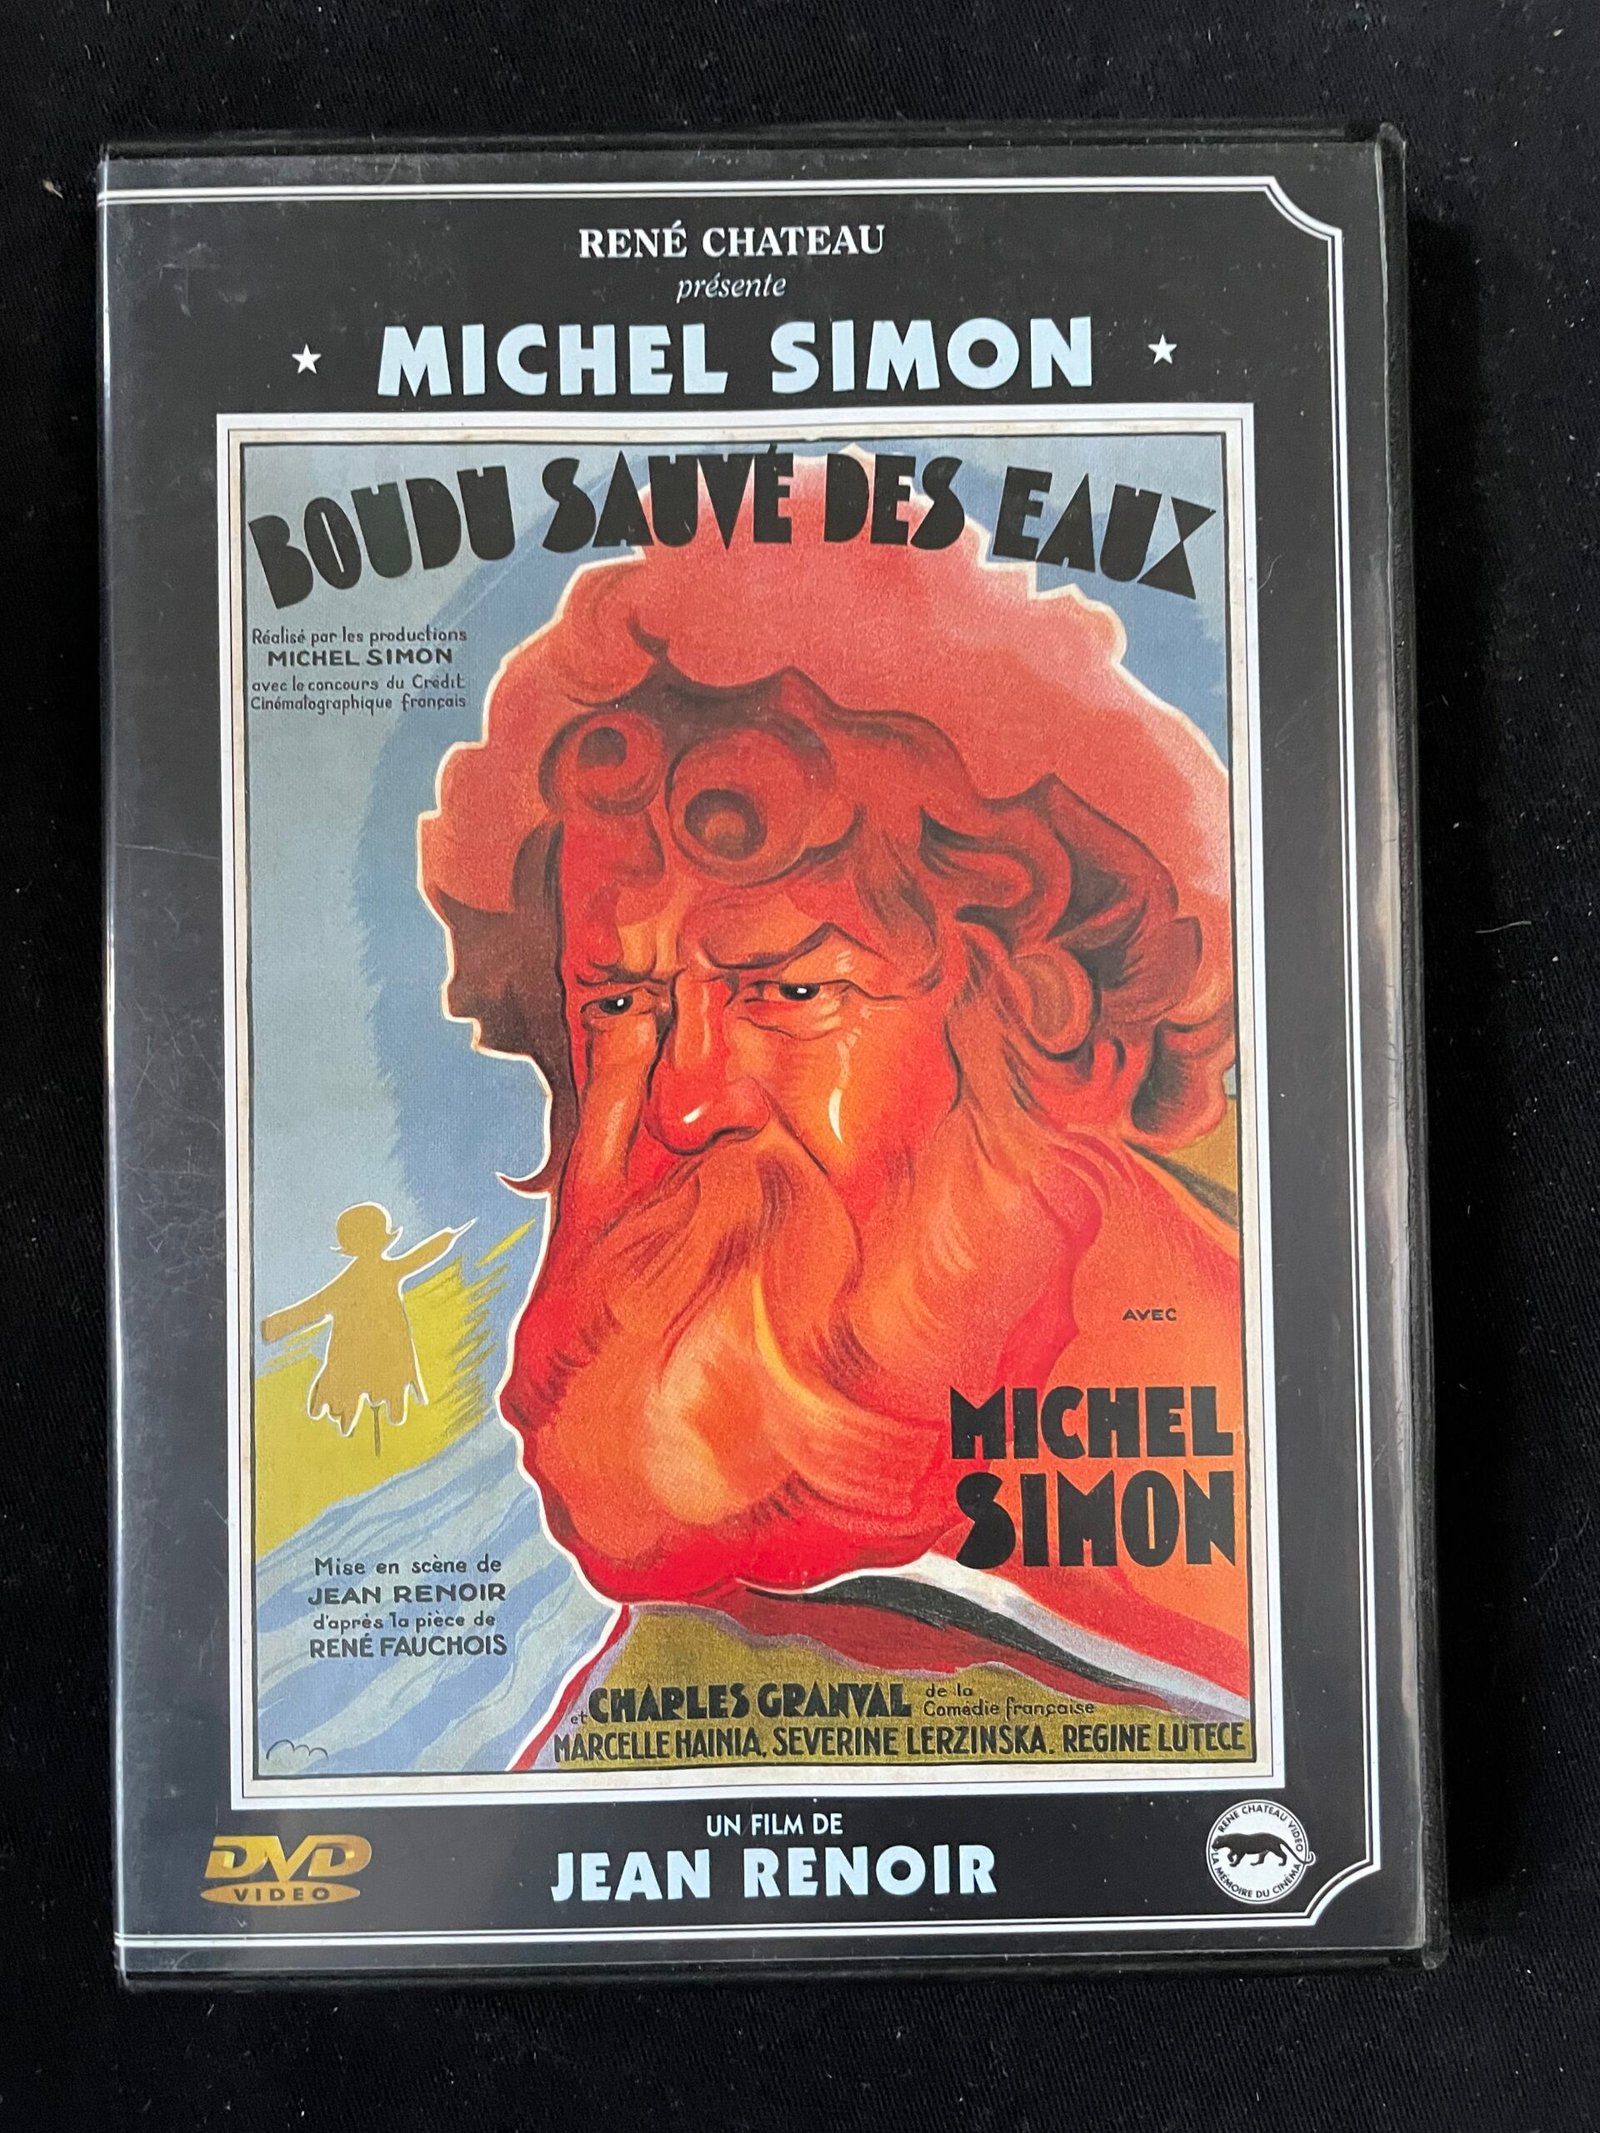 RENÉ CHATEAU
présente
★ MICHEL SIMON ★
BOUDU SAUVÉ DES EAUX
Réalisé par les productions
MICHEL SIMON
avec le concours du Crédit
Cinématographique français
AVEC
MICHEL
SIMON
Mise en scène de
JEAN RENOIR
d'après la pièce de
RENÉ FAUCHOIS
et CHARLES GRANVAL de la
Comédie française
MARCELLE HAINIA. SEVERINE LERZINSKA. REGINE LUTECE
UN FILM DE
JEAN RENOIR
DVD
VIDEO
RENE CHATEAU VIDEO
LA MÉMOIRE DU CINÉMA